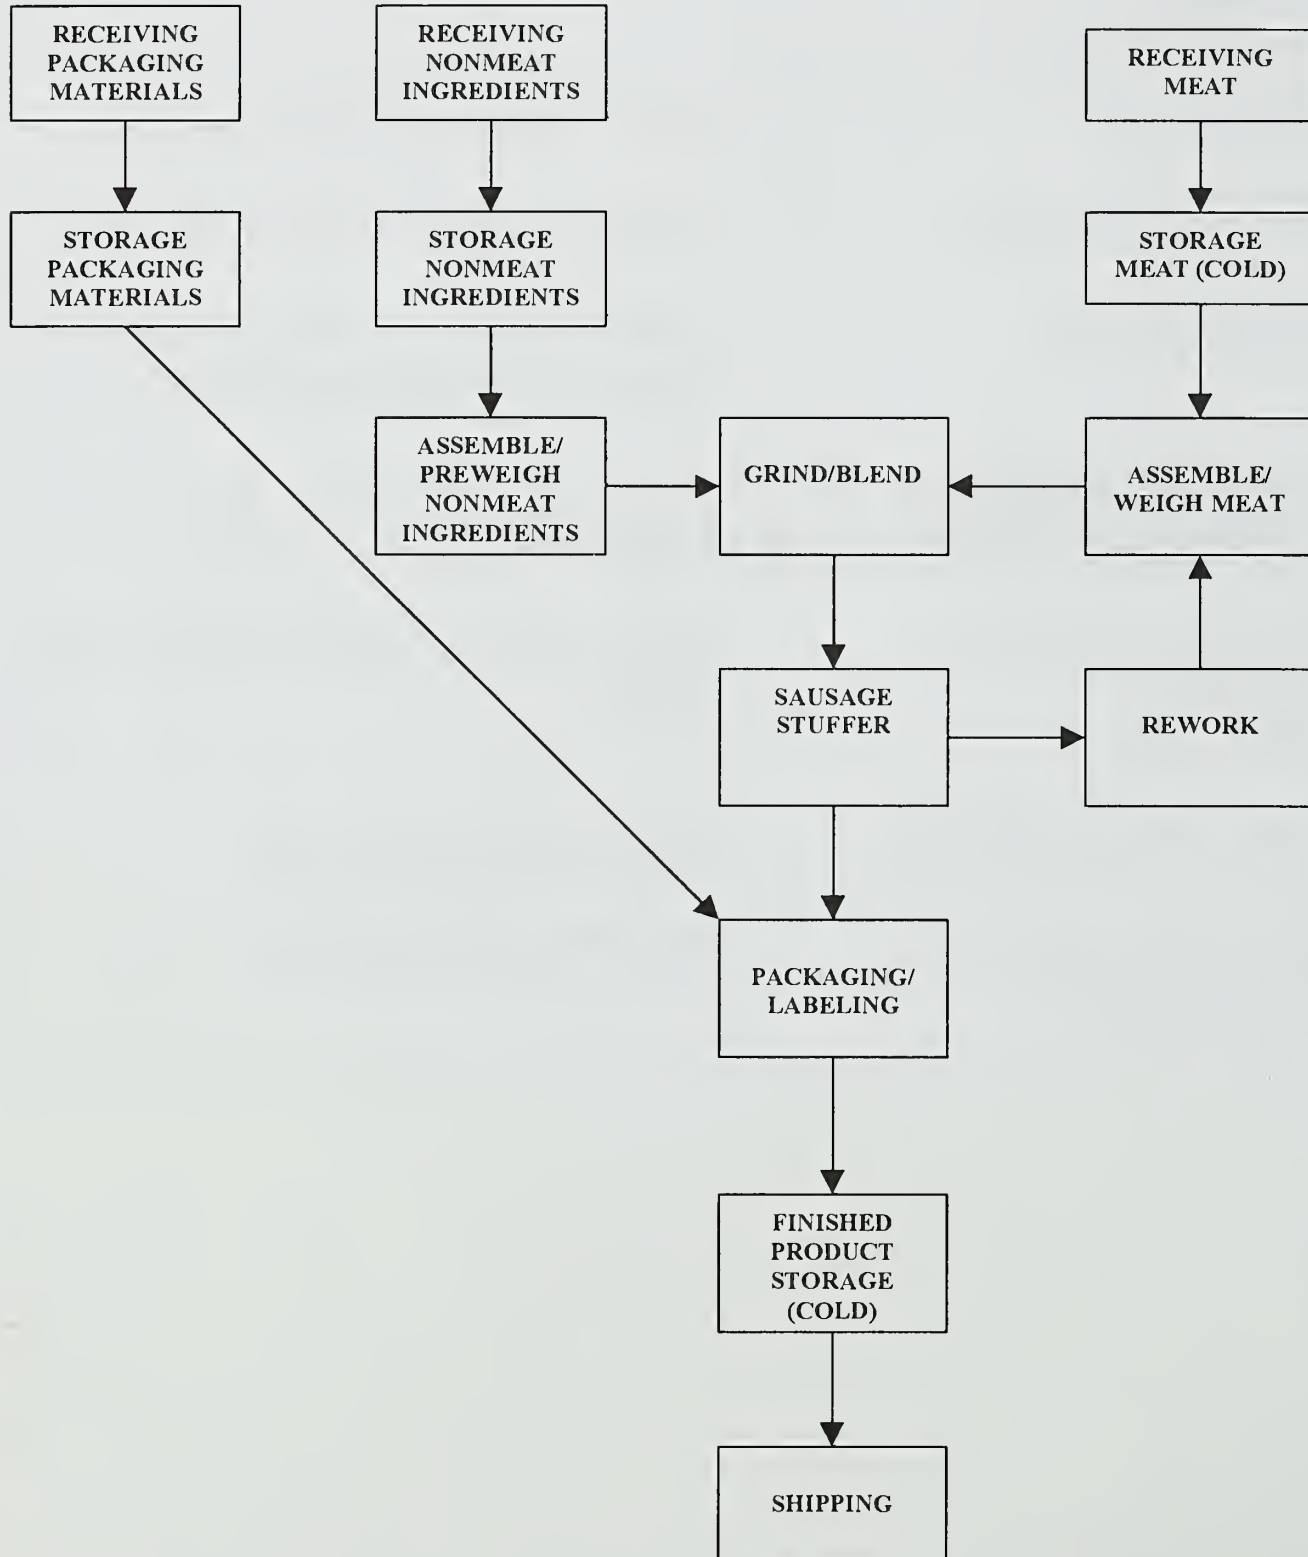 RECEIVING
PACKAGING
MATERIALS
RECEIVING
NONMEAT
INGREDIENTS
RECEIVING
MEAT
STORAGE
PACKAGING
MATERIALS
STORAGE
NONMEAT
INGREDIENTS
STORAGE
MEAT (COLD)
ASSEMBLE/
PREWEIGH
NONMEAT
INGREDIENTS
GRIND/BLEND
ASSEMBLE/
WEIGH MEAT
SAUSAGE
STUFFER
REWORK
PACKAGING/
LABELING
FINISHED
PRODUCT
STORAGE
(COLD)
SHIPPING